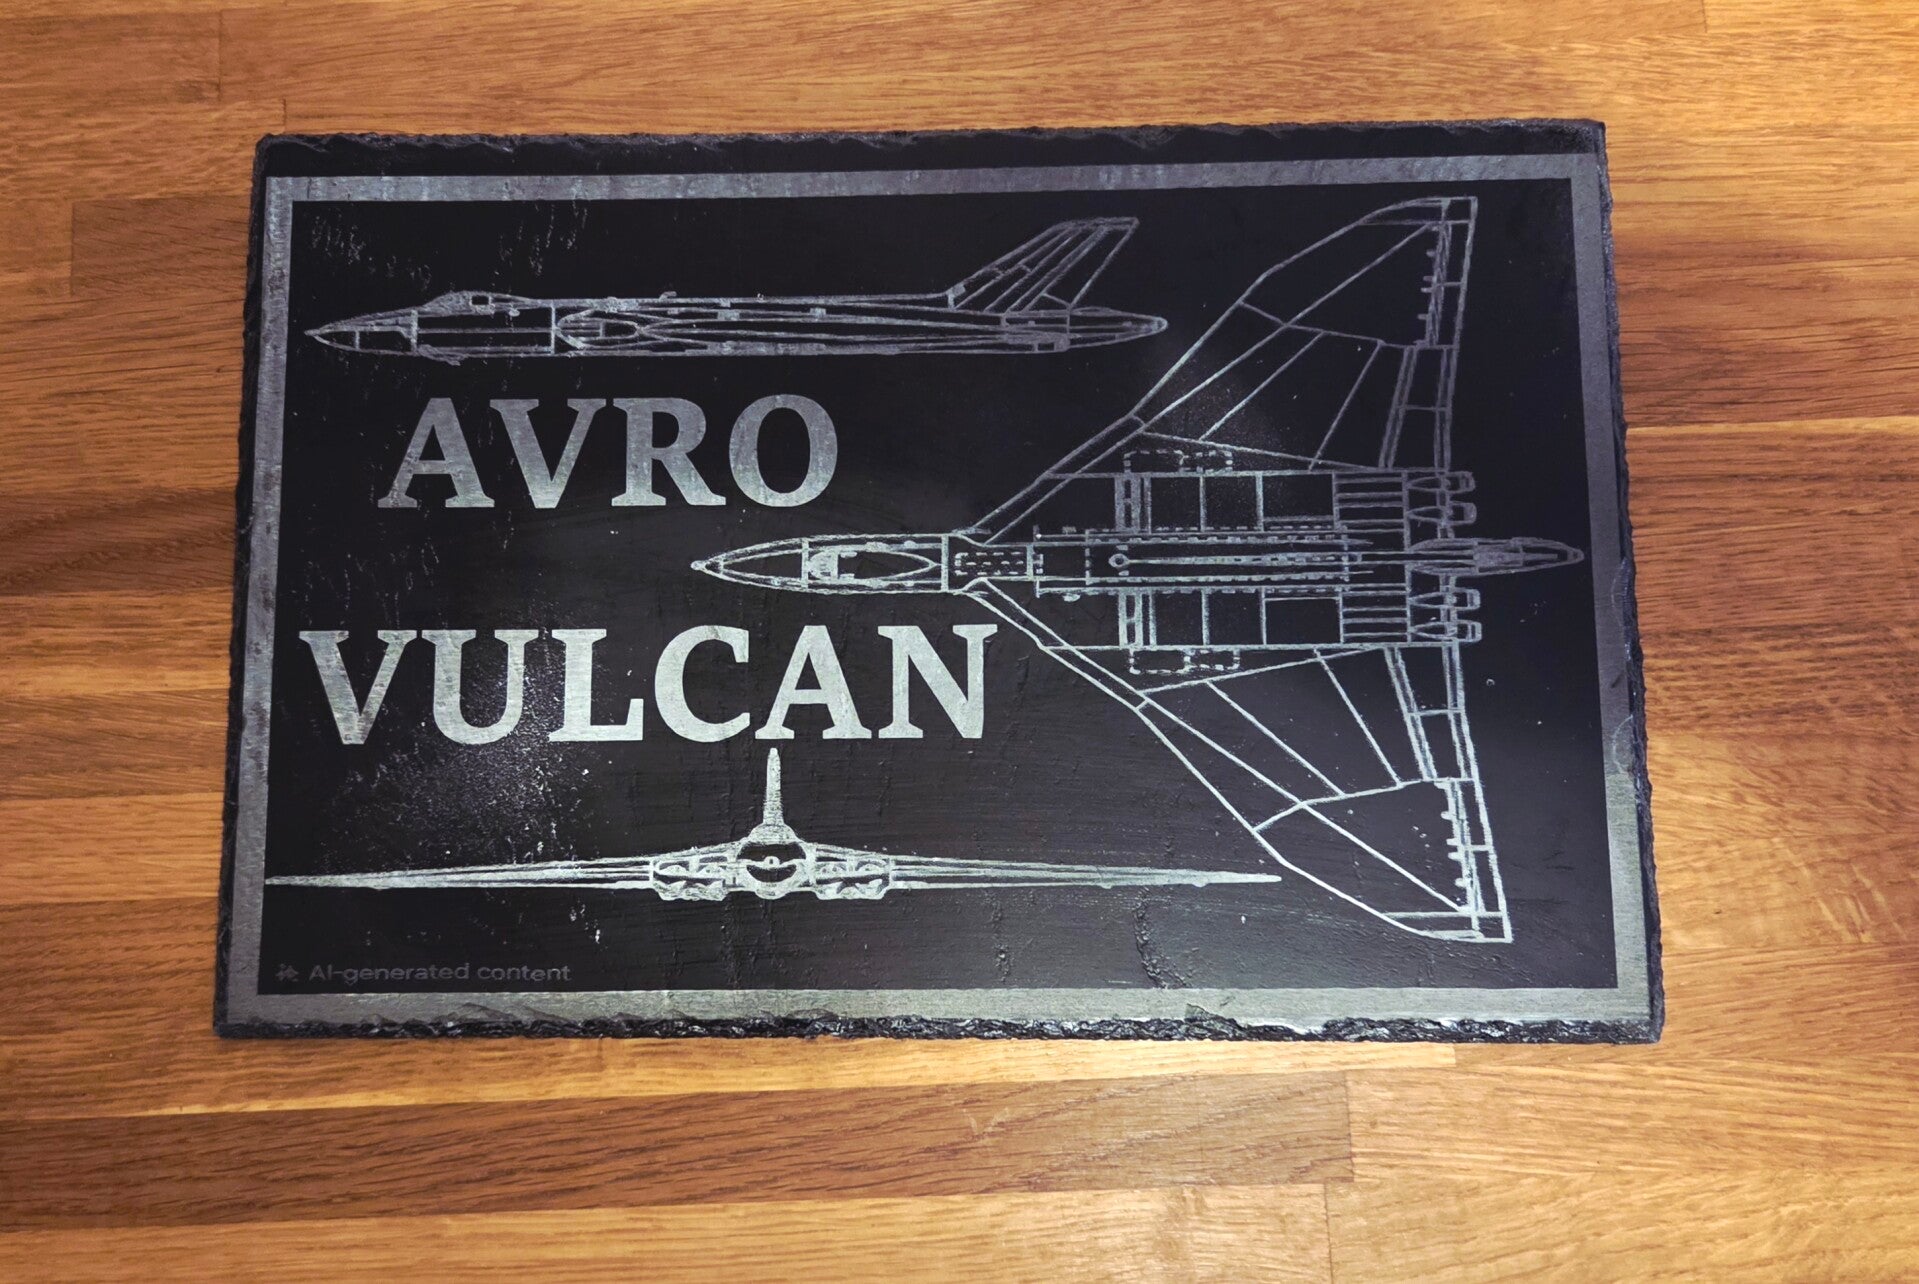 AVRO
VULCAN
AI-generated content